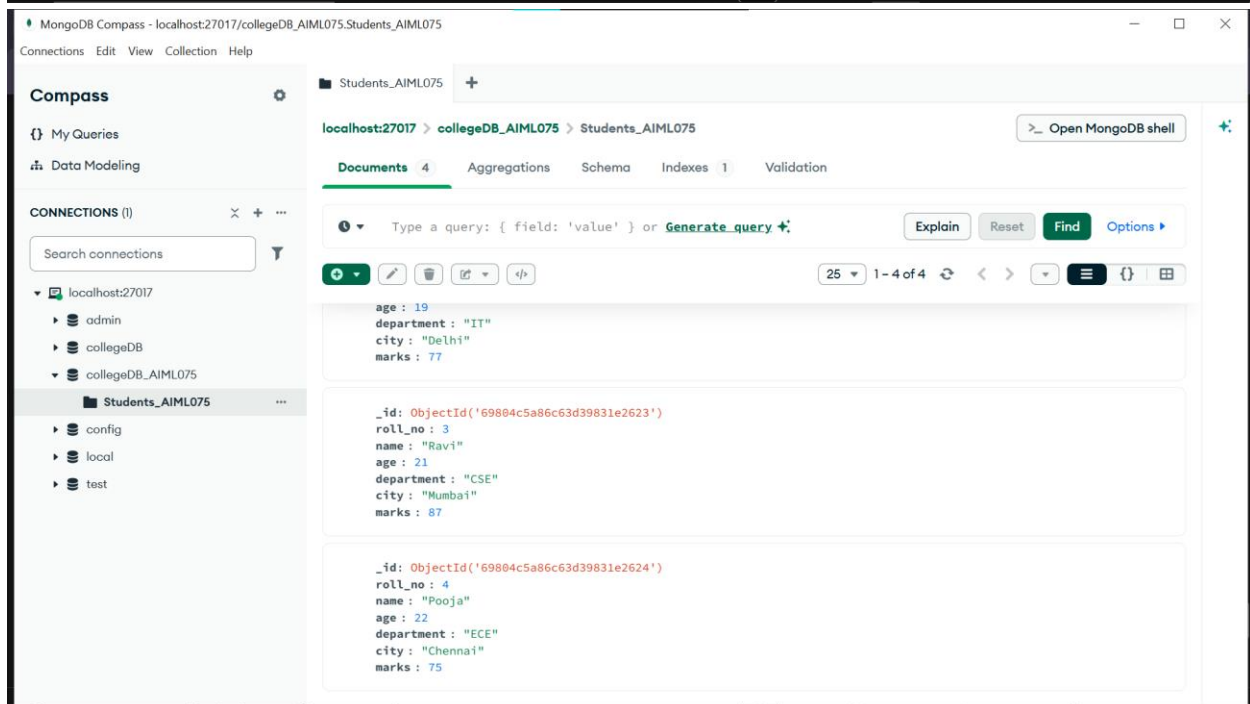 MongoDB Compass - localhost:27017/collegeDB_AIML075.Students_AIML075
Connections Edit View Collection Help
Compass
{} My Queries
Data Modeling
CONNECTIONS (1)
Search connections
localhost:27017
admin
collegeDB
collegeDB_AIML075
Students_AIML075
config
local
test
Students_AIML075
localhost:27017 > collegeDB_AIML075 > Students_AIML075
>_ Open MongoDB shell
Documents 4 Aggregations Schema Indexes 1 Validation
Type a query: { field: 'value' } or Generate query
Explain Reset Find Options
25 1 – 4 of 4
age : 19
department : "IT"
city : "Delhi"
marks : 77
_id: ObjectId('69804c5a86c63d39831e2623')
roll_no : 3
name : "Ravi"
age : 21
department : "CSE"
city : "Mumbai"
marks : 87
_id: ObjectId('69804c5a86c63d39831e2624')
roll_no : 4
name : "Pooja"
age : 22
department : "ECE"
city : "Chennai"
marks : 75